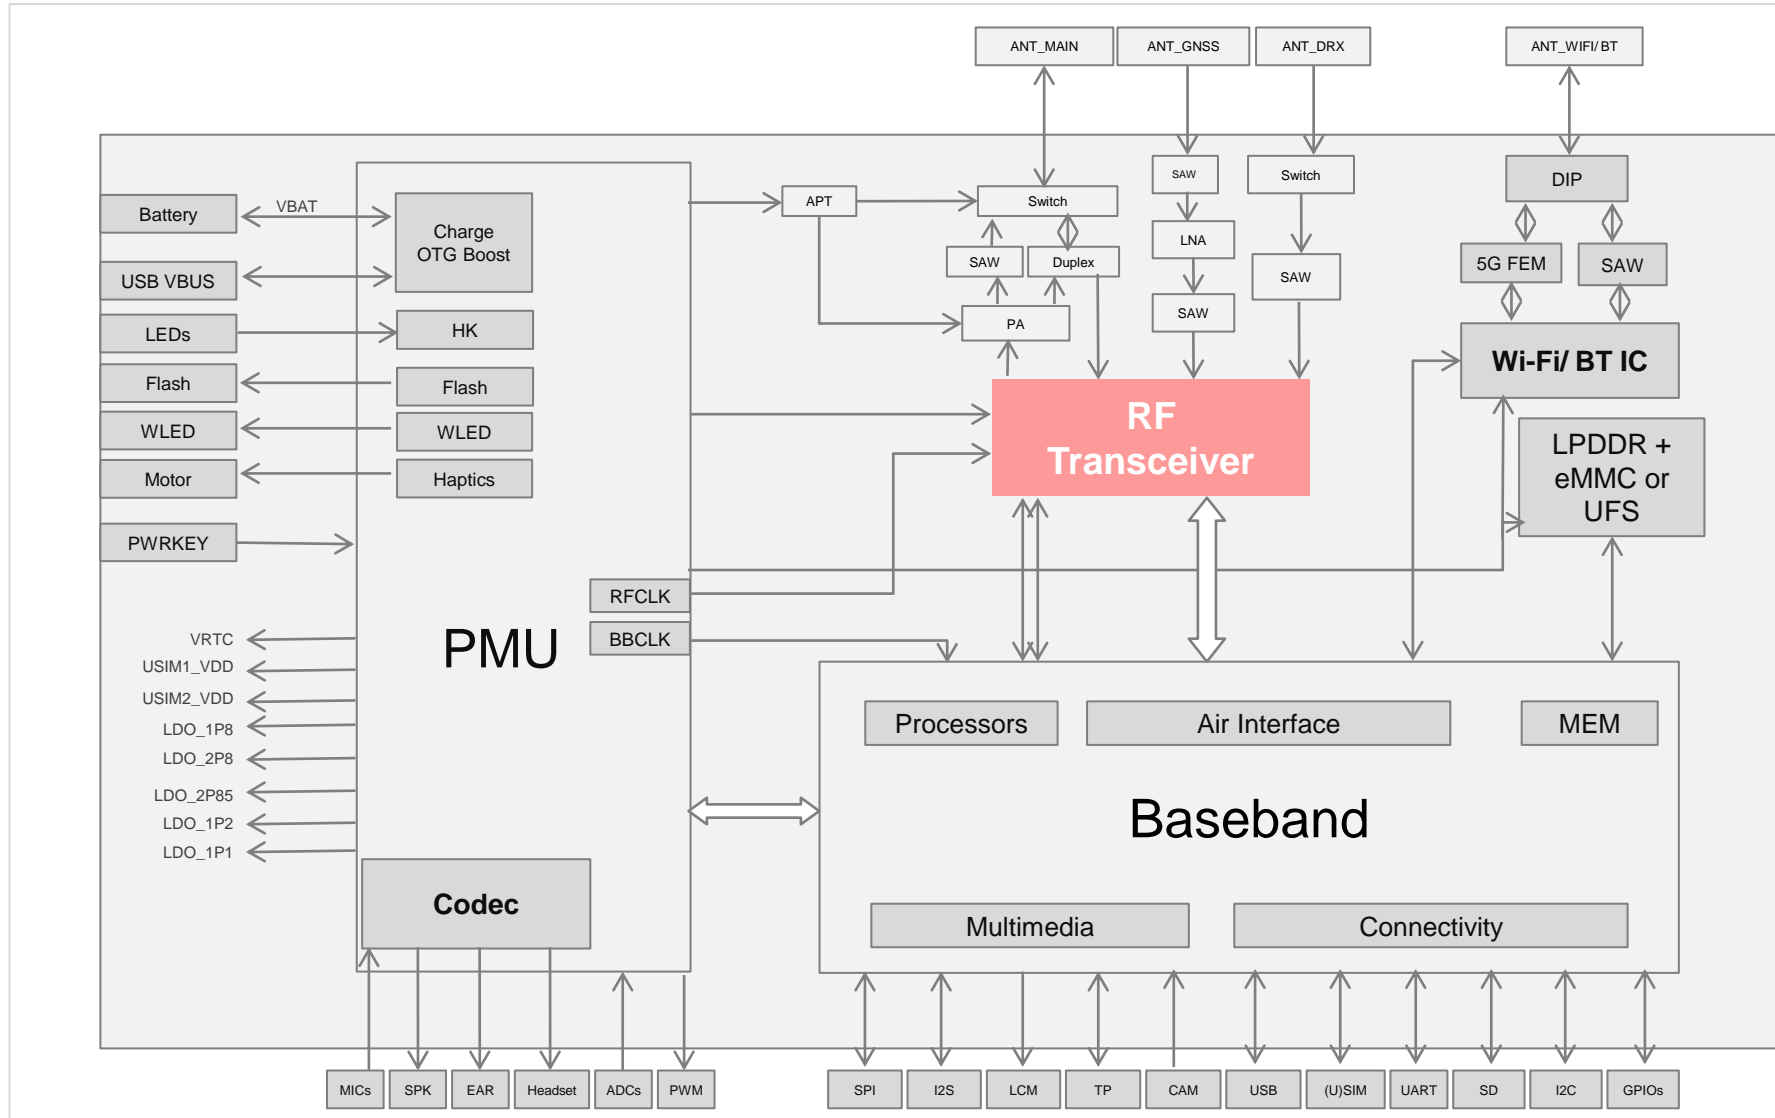 ANT_MAIN
ANT_GNSS
ANT_DRX
ANT_WIFI/ BT
Battery
VBAT
Charge
OTG Boost
USB VBUS
LEDs
HK
Flash
Flash
WLED
WLED
Motor
Haptics
PWRKEY
APT
Switch
SAW
Duplex
PA
SAW
LNA
SAW
Switch
SAW
DIP
5G FEM
SAW
Wi-Fi/ BT IC
RF
Transceiver
LPDDR +
eMMC or
UFS
RFCLK
BBCLK
PMU
VRTC
USIM1_VDD
USIM2_VDD
LDO_1P8
LDO_2P8
LDO_2P85
LDO_1P2
LDO_1P1
Processors
Air Interface
MEM
Baseband
Codec
Multimedia
Connectivity
MICs
SPK
EAR
Headset
ADCs
PWM
SPI
I2S
LCM
TP
CAM
USB
(U)SIM
UART
SD
I2C
GPIOs